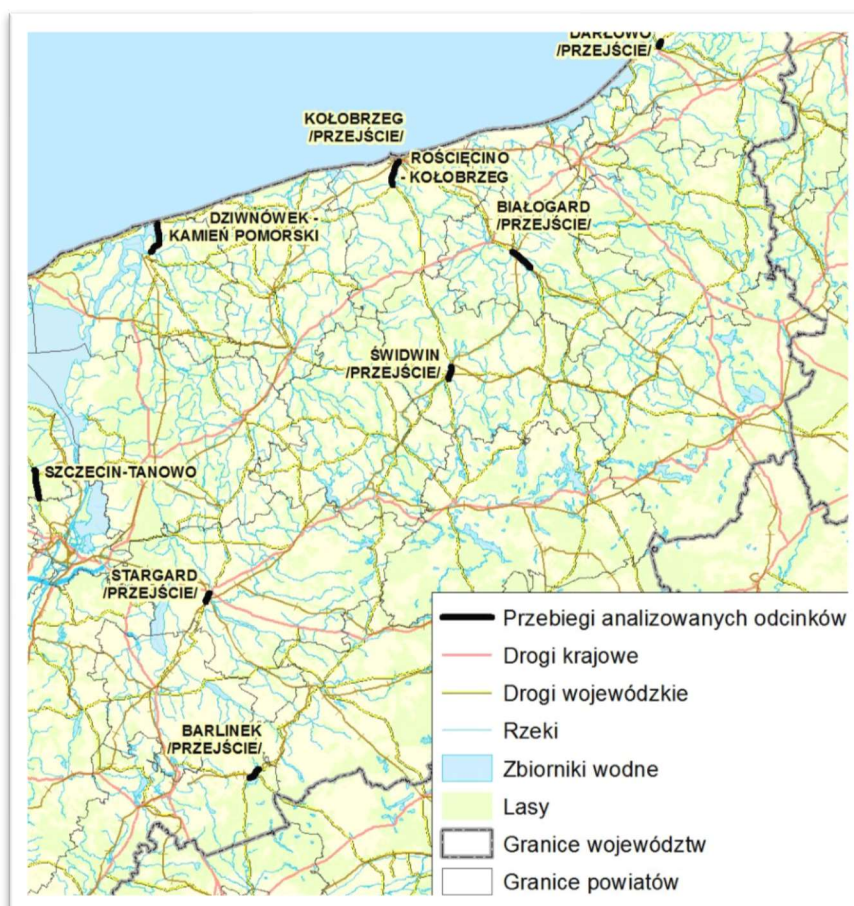 DARŁOWO
/PRZEJŚCIE/
KOŁOBRZEG
/PRZEJŚCIE/
ROŚCIĘCINO
- KOŁOBRZEG
BIAŁOGARD
/PRZEJŚCIE/
DZIWNÓWEK -
KAMIEŃ POMORSKI
ŚWIDWIN
/PRZEJŚCIE/
SZCZECIN-TANOWO
STARGARD
/PRZEJŚCIE/
BARLINEK
/PRZEJŚCIE/
Przebiegi analizowanych odcinków
Drogi krajowe
Drogi wojewódzkie
Rzeki
Zbiorniki wodne
Lasy
Granice województw
Granice powiatów